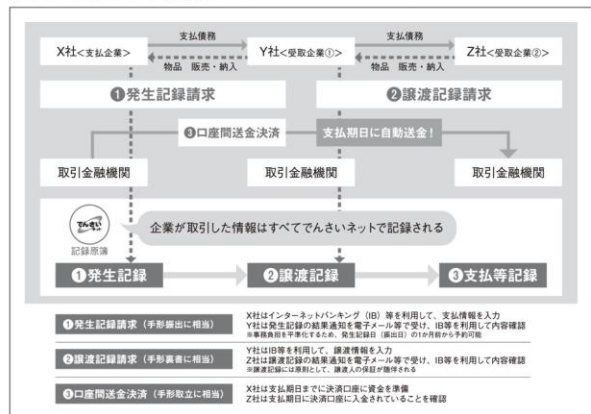 支払債務
支払債務
X社<支払企業>
Y社<受取企業①>
Z社<受取企業②>
物品 販売・納入
物品 販売・納入
❶発生記録請求
❷譲渡記録請求
❸口座間送金決済
支払期日に自動送金!
取引金融機関
取引金融機関
取引金融機関
でんさい
ネット
記録原簿
企業が取引した情報はすべてでんさいネットで記録される
❶発生記録
❷譲渡記録
❸支払等記録
❶発生記録請求(手形振出に相当)
X社はインターネットバンキング(IB)等を利用して、支払情報を入力
Y社は発生記録の結果通知を電子メール等で受け、IB等を利用して内容確認
※事務負担を平準化するため、発生記録日(振出日)の1か月前から予約可能
❷譲渡記録請求(手形裏書に相当)
Y社はIB等を利用して、譲渡情報を入力
Z社は譲渡記録の結果通知を電子メール等で受け、IB等を利用して内容確認
※譲渡記録には原則として、譲渡人の保証が随伴される
❸口座間送金決済(手形取立に相当)
X社は支払期日までに決済口座に資金を準備
Z社は支払期日に決済口座に入金されていることを確認